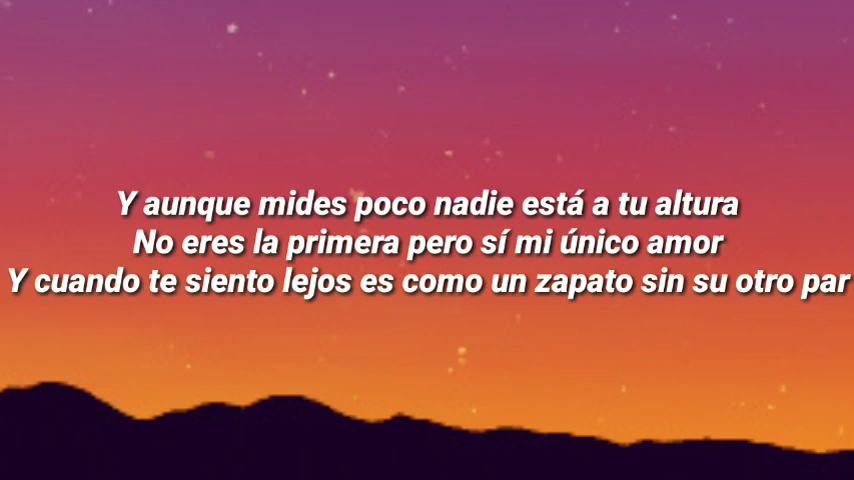 Y aunque mides poco nadie está a tu altura
No eres la primera pero sí mi único amor
Y cuando te siento lejos es como un zapato sin su otro par